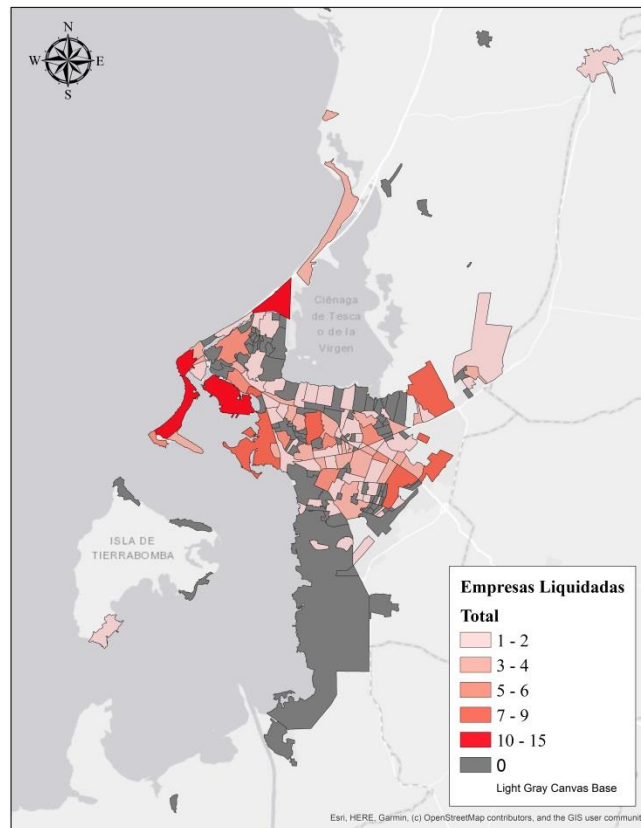 N
W E
S
Ciénaga
de Tesca
o de la
Virgen
ISLA DE
TIERRABOMBA
Empresas Liquidadas
Total
1 - 2
3 - 4
5 - 6
7 - 9
10 - 15
0
Light Gray Canvas Base
Esri, HERE, Garmin, (c) OpenStreetMap contributors, and the GIS user communit